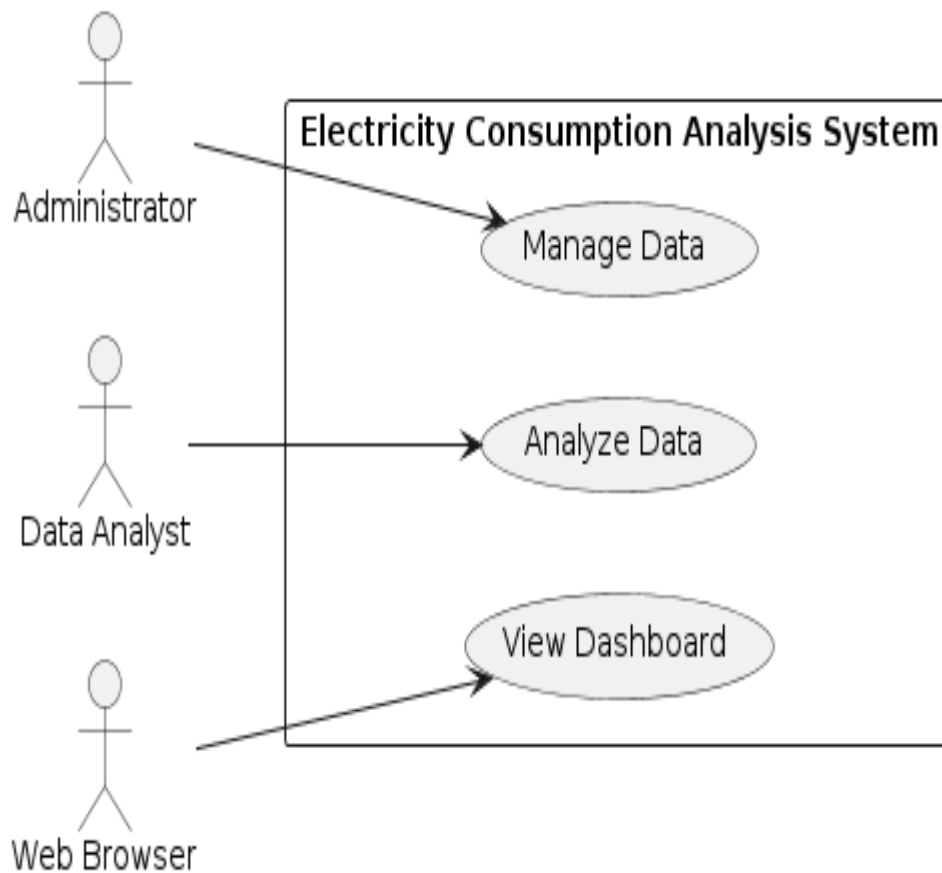 Electricity Consumption Analysis System
Administrator
Manage Data
Data Analyst
Analyze Data
Web Browser
View Dashboard